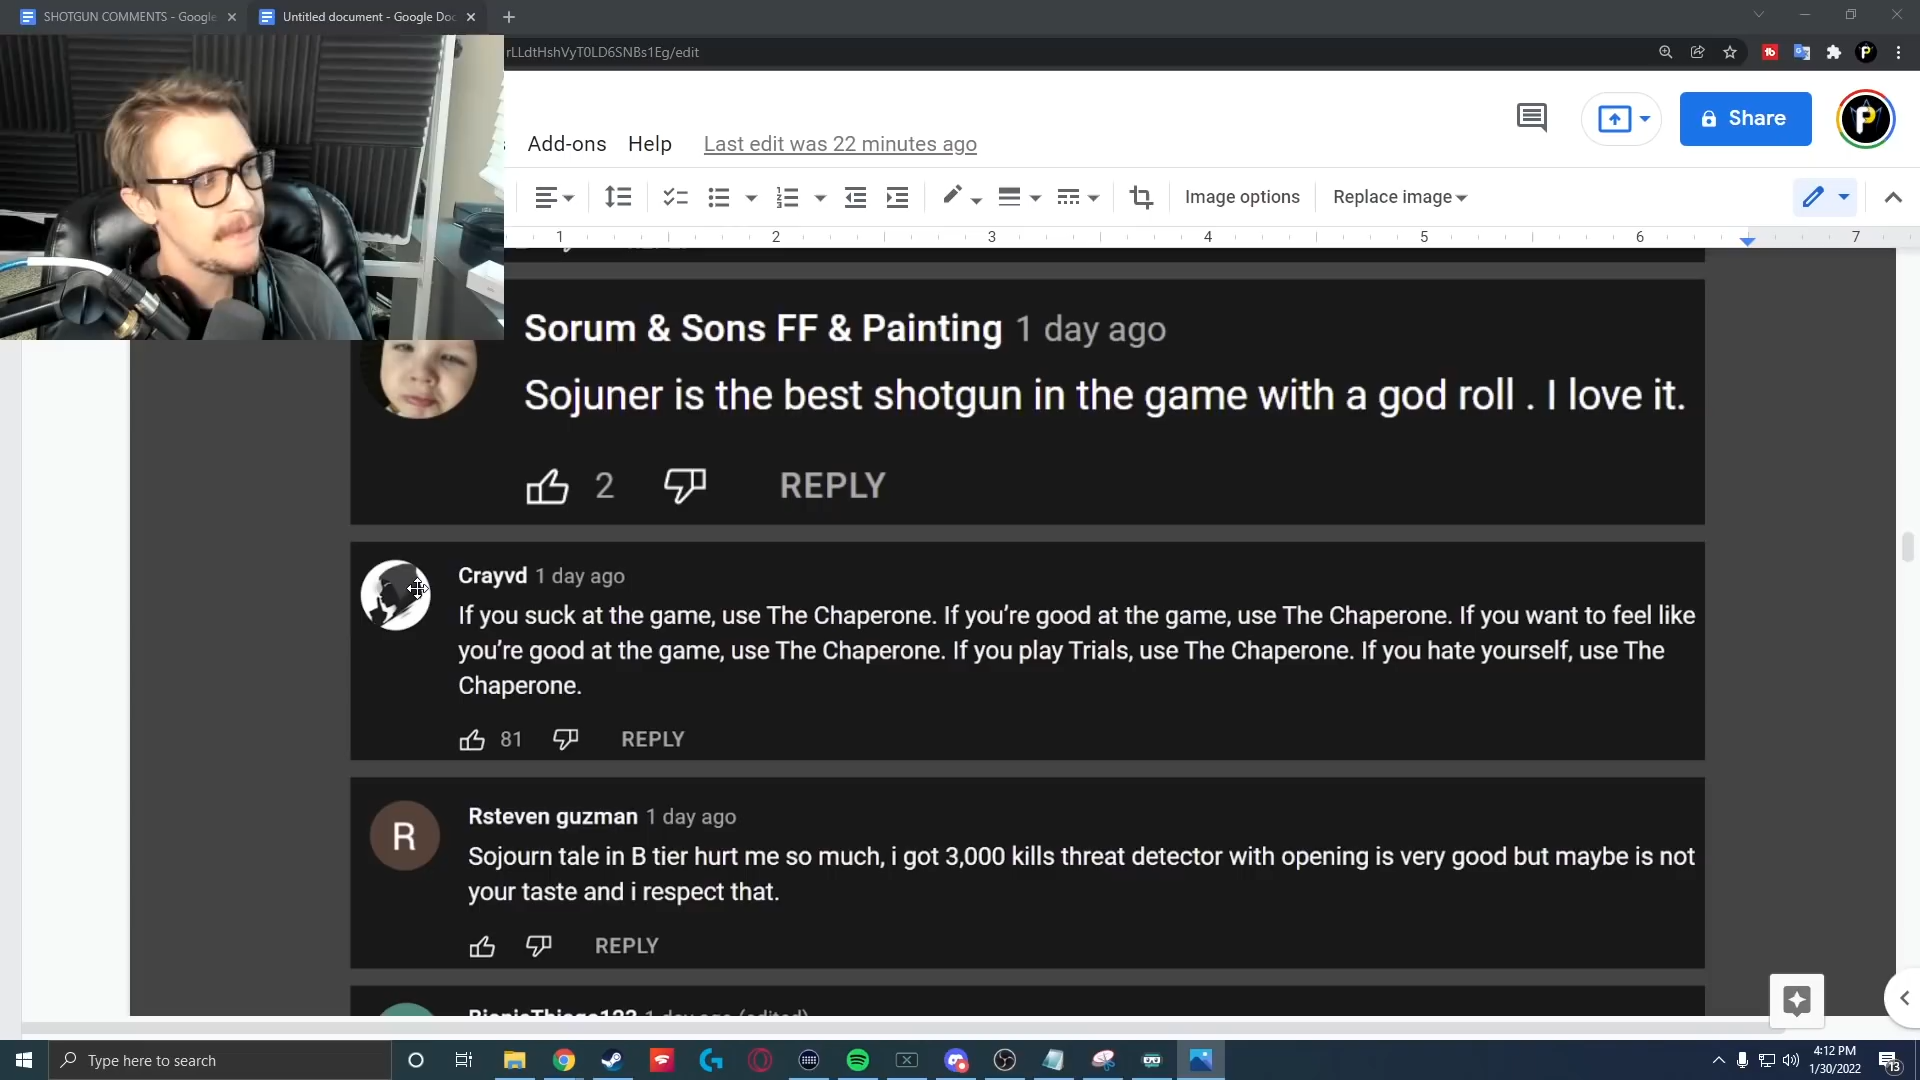 SHOTGUN COMMENTS - Google
Untitled document - Google Doc
rLLdtHshVyT0LD6SNBs1Eg/edit
Share
Add-ons Help Last edit was 22 minutes ago
Image options Replace image
1 2 3 4 5 6 7
Sorum & Sons FF & Painting 1 day ago
Sojuner is the best shotgun in the game with a god roll . I love it.
2 REPLY
Crayvd 1 day ago
If you suck at the game, use The Chaperone. If you’re good at the game, use The Chaperone. If you want to feel like
you’re good at the game, use The Chaperone. If you play Trials, use The Chaperone. If you hate yourself, use The
Chaperone.
81 REPLY
R
Rsteven guzman 1 day ago
Sojourn tale in B tier hurt me so much, i got 3,000 kills threat detector with opening is very good but maybe is not
your taste and i respect that.
REPLY
1 day ago (edited)
Type here to search
4:12 PM
1/30/2022
13